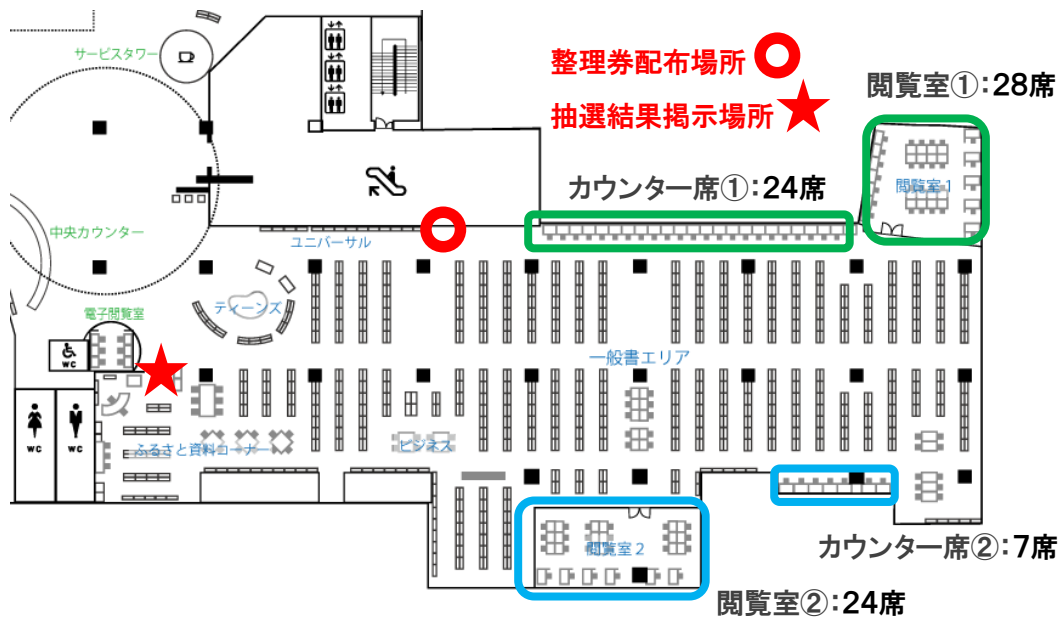 サービスタワー
整理券配布場所
抽選結果掲示場所
閲覧室①:28席
閲覧室1
カウンター席①:24席
中央カウンター
ユニバーサル
ティーンズ
電子閲覧室
WC
一般書エリア
WC
WC
ふるさと資料コーナー
ビジネス
閲覧室2
カウンター席②:7席
閲覧室②:24席